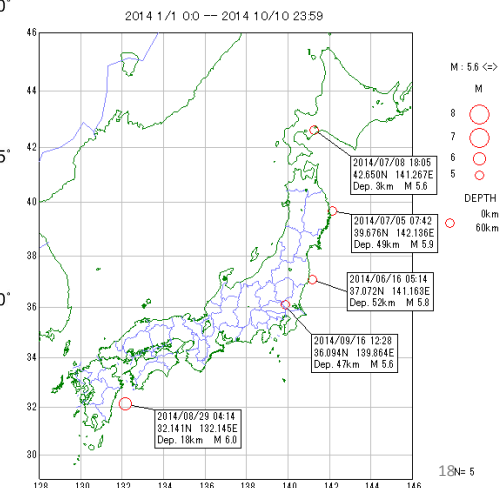 2014 1/1 0:0 -- 2014 10/10 23:59
0°
5°
0°
46
44
42
40
38
36
34
32
30
128
130
132
134
136
138
140
142
144
146
M : 5.6 <=>
M
8
7
6
5
DEPTH
0km
60km
2014/07/08 18:05
42.650N 141.267E
Dep. 3km M 5.6
2014/07/05 07:42
39.676N 142.136E
Dep. 49km M 5.9
2014/06/16 05:14
37.072N 141.163E
Dep. 52km M 5.8
2014/09/16 12:28
36.094N 139.864E
Dep. 47km M 5.6
2014/08/29 04:14
32.141N 132.145E
Dep. 18km M 6.0
18
N= 5